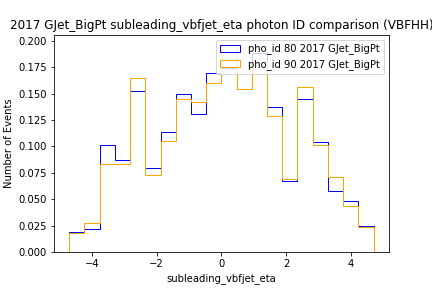 2017 GJet_BigPt subleading_vbfjet_eta photon ID comparison (VBFHH)
0.200
0.175
0.150
0.125
0.100
0.075
0.050
0.025
0.000
Number of Events
pho_id 80 2017 GJet_BigPt
pho_id 90 2017 GJet_BigPt
−4 −2 0 2 4
subleading_vbfjet_eta